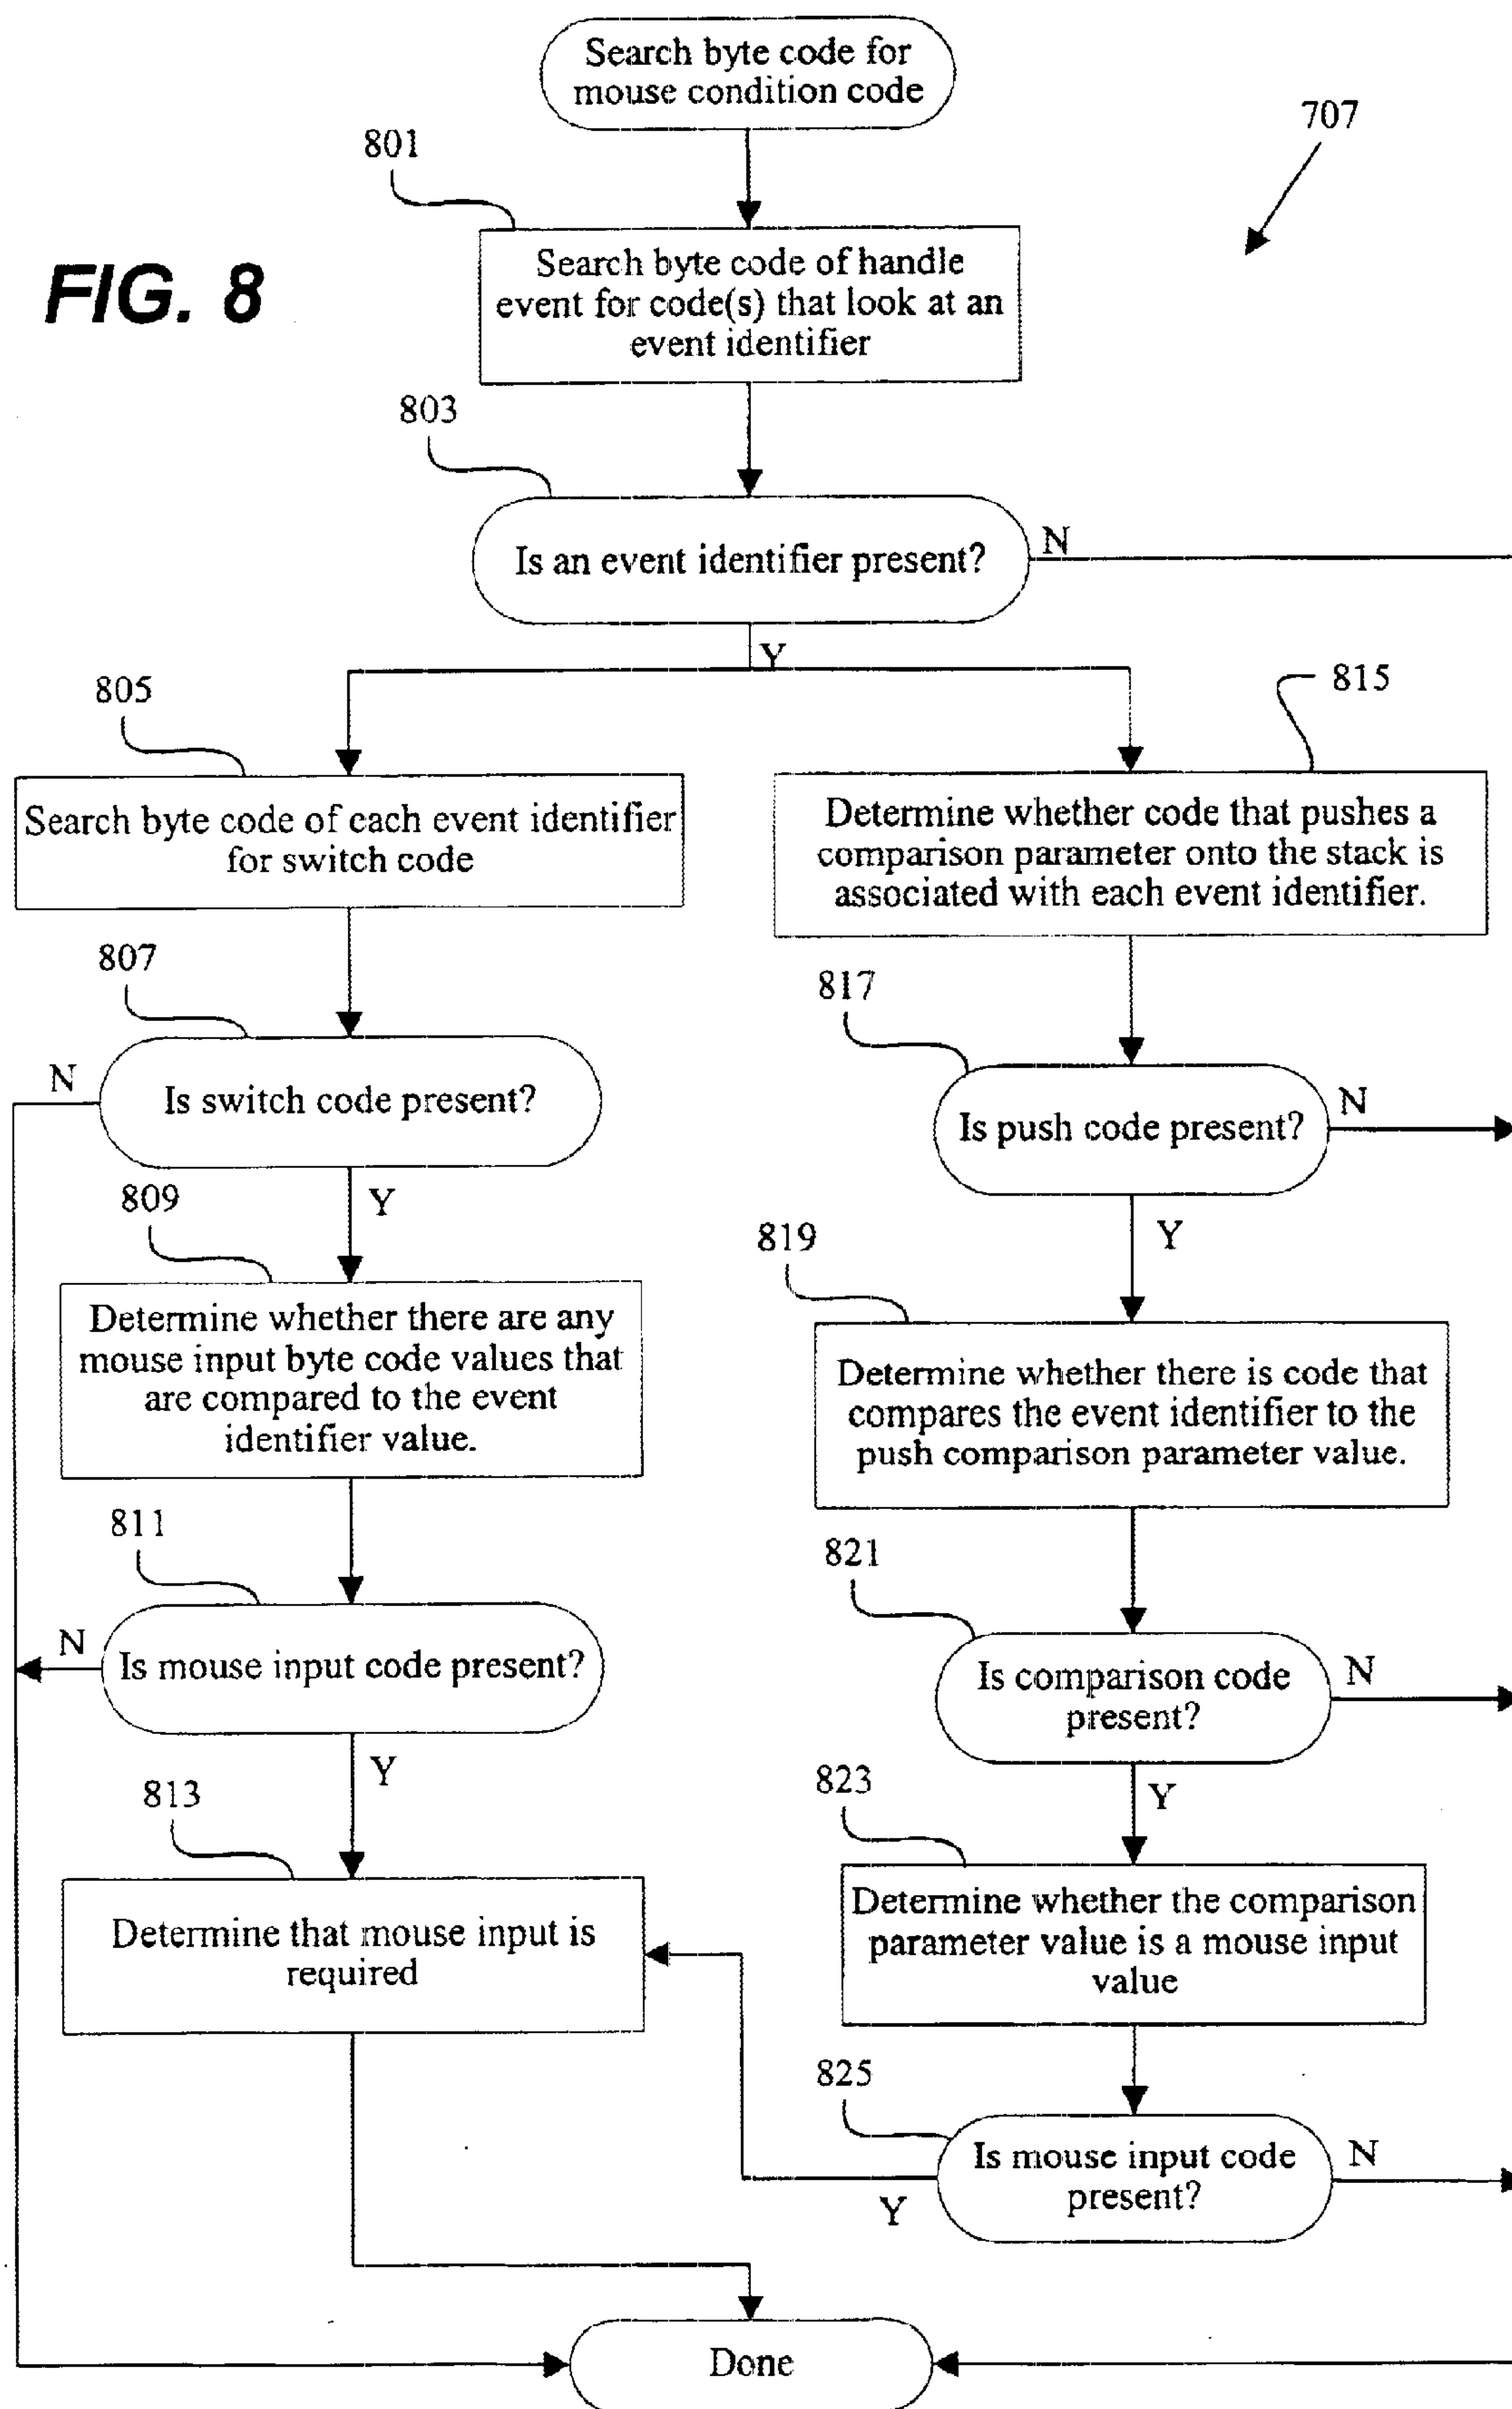 Search byte code for
mouse condition code
707
801
Search byte code of handle
event for code(s) that look at an
event identifier
FIG. 8
803
Is an event identifier present?
N
Y
805
815
Search byte code of each event identifier
for switch code
Determine whether code that pushes a
comparison parameter onto the stack is
associated with each event identifier.
807
817
N
Is switch code present?
Is push code present?
N
Y
Y
809
819
Determine whether there are any
mouse input byte code values that
are compared to the event
identifier value.
Determine whether there is code that
compares the event identifier to the
push comparison parameter value.
811
821
N
Is mouse input code present?
Is comparison code
present?
N
Y
Y
813
823
Determine that mouse input is
required
Determine whether the comparison
parameter value is a mouse input
value
825
Is mouse input code
present?
N
Y
Done